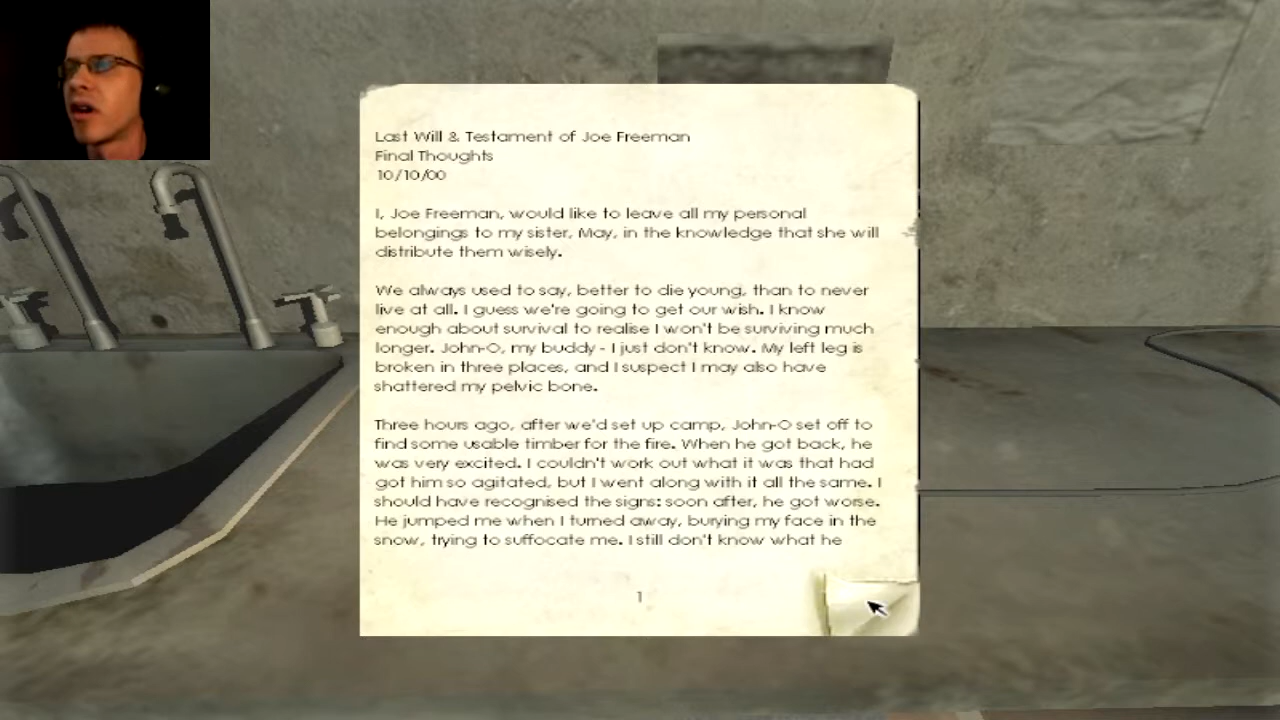 Last Will & Testament of Joe Freeman
Final Thoughts
10/10/00
I, Joe Freeman, would like to leave all my personal
belongings to my sister, May, in the knowledge that she will
distribute them wisely.
We always used to say, better to die young, than to never
live at all. I guess we're going to get our wish. I know
enough about survival to realise I won't be surviving much
longer. John-O, my buddy - I just don't know. My left leg is
broken in three places, and I suspect I may also have
shattered my pelvic bone.
Three hours ago, after we'd set up camp, John-O set off to
find some usable timber for the fire. When he got back, he
was very excited. I couldn't work out what it was that had
got him so agitated, but I went along with it all the same. I
should have recognised the signs: soon after, he got worse.
He jumped me when I turned away, burying my face in the
snow, trying to suffocate me. I still don't know what he
1